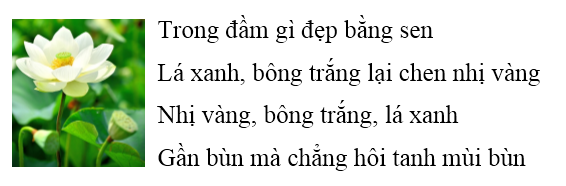 Trong đầm gì đẹp bằng sen
Lá xanh, bông trắng lại chen nhị vàng
Nhị vàng, bông trắng, lá xanh
Gần bùn mà chẳng hôi tanh mùi bùn